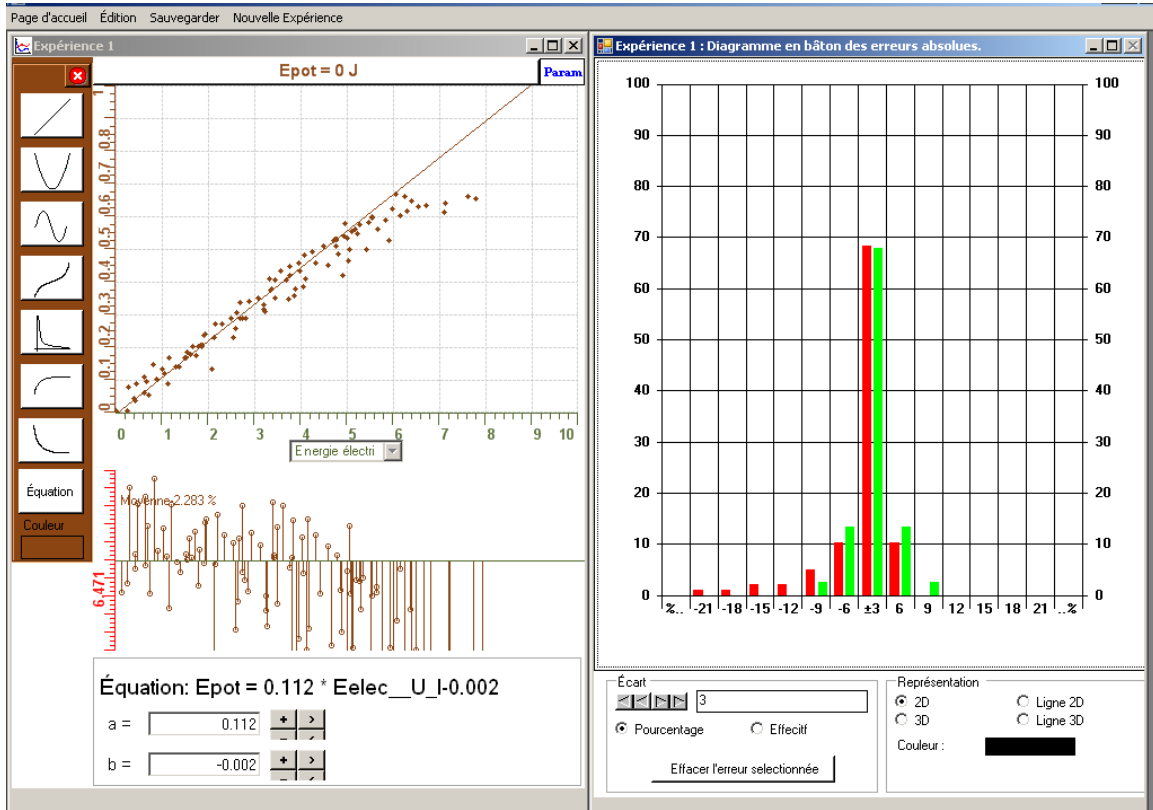 Page d'accueil Édition Sauvegarder Nouvelle Expérience
Expérience 1
Epot = 0 J
Param
1
0.8
0.7
0.6
0.5
0.4
0.3
0.2
0.1
0
0 1 2 3 4 5 6 7 8 9 10
Energie électri
Équation
Couleur
Moyenne-2.283 %
6,471
Équation: Epot = 0.112 * Eelec__U_I-0.002
a = 0.112 + >
b = -0.002 + >
Expérience 1 : Diagramme en bâton des erreurs absolues.
100 100
90 90
80 80
70 70
60 60
50 50
40 40
30 30
20 20
10 10
0 0
%.. -21 -18 -15 -12 -9 -6 ±3 6 9 12 15 18 21 ..%
Écart
3
Pourcentage Effecitf
Effacer l'erreur selectionnée
Représentation
2D Ligne 2D
3D Ligne 3D
Couleur :